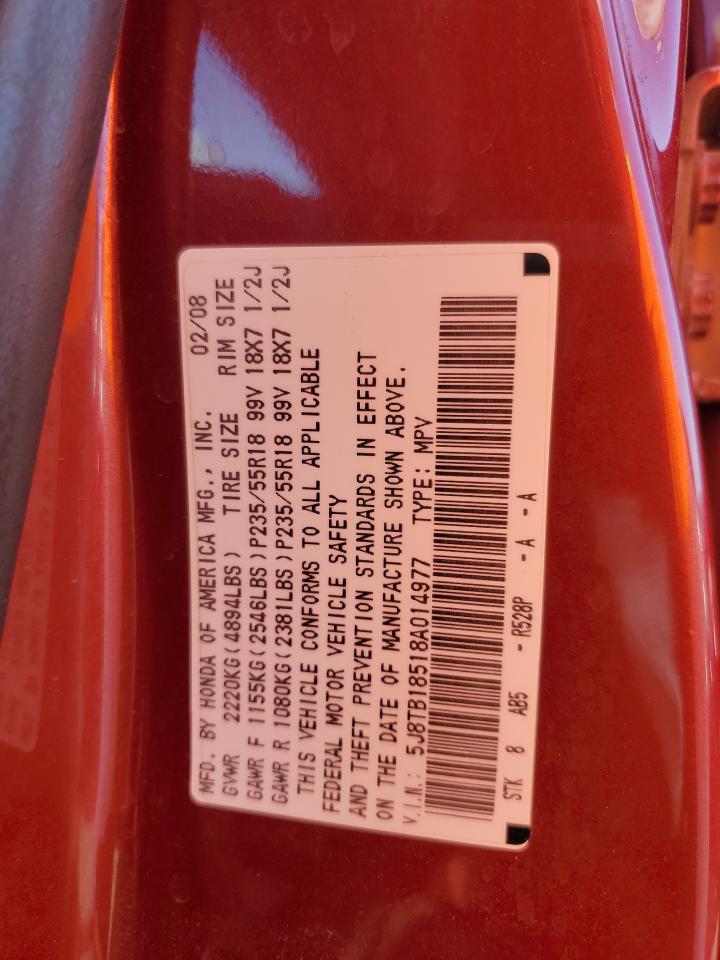 MFD. BY HONDA OF AMERICA MFG., INC. 02/08
GVWR 2220KG(4894LBS) TIRE SIZE RIM SIZE
GAWR F 1155KG(2546LBS)P235/55R18 99V 18X7 1/2J
GAWR R 1080KG(2381LBS)P235/55R18 99V 18X7 1/2J
THIS VEHICLE CONFORMS TO ALL APPLICABLE
FEDERAL MOTOR VEHICLE SAFETY
AND THEFT PREVENTION STANDARDS IN EFFECT
ON THE DATE OF MANUFACTURE SHOWN ABOVE.
V.I.N.: 5J8TB18518A014977 TYPE: MPV
STK 8 AB5 - R528P - A - A